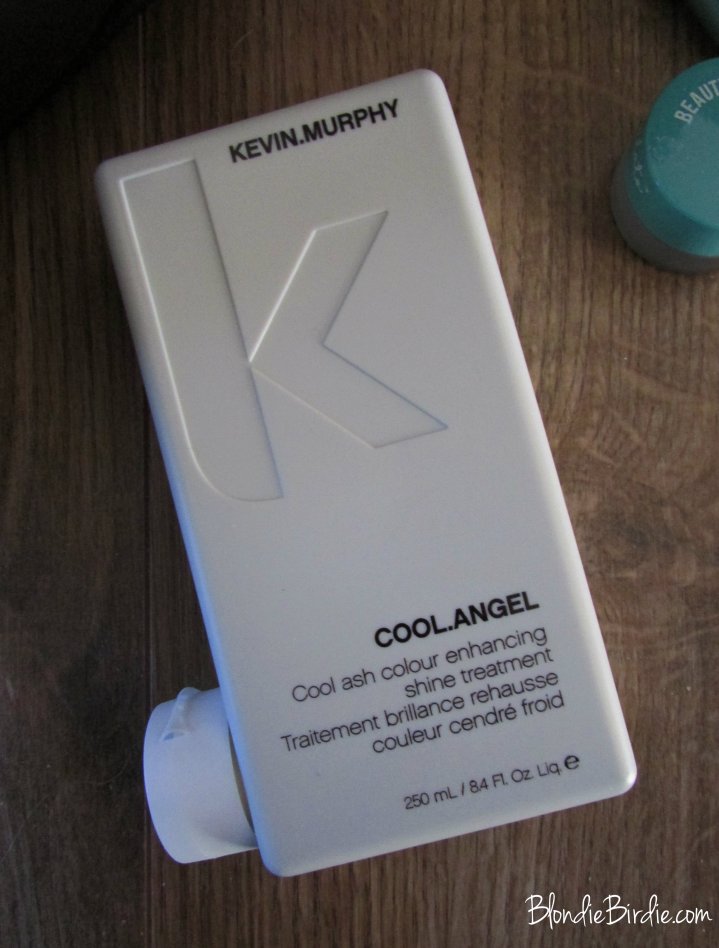 KEVIN.MURPHY
k
BEAUT
COOL.ANGEL
Cool ash colour enhancing
shine treatment
Traitement brillance rehausse
couleur cendré froid
250 mL / 8.4 Fl. Oz. Liq. e
BlondieBirdie.com